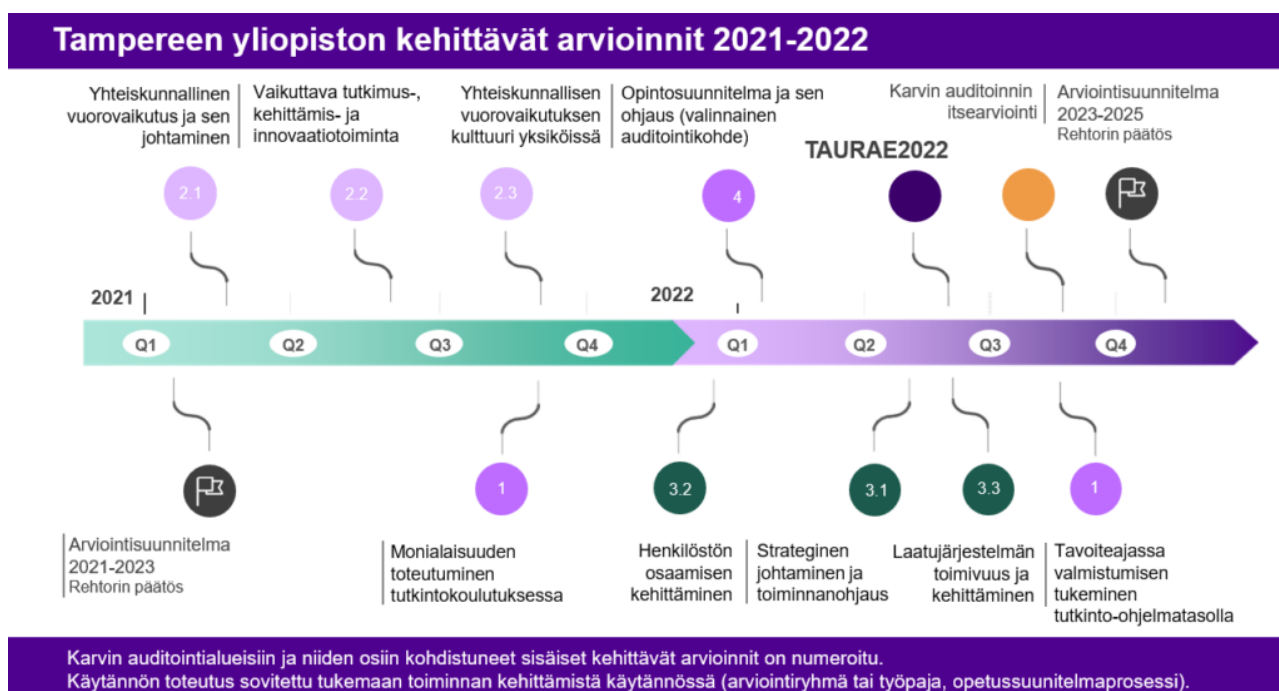 Tampereen yliopiston kehittävät arvioinnit 2021-2022
Yhteiskunnallinen
vuorovaikutus ja sen
johtaminen
Vaikuttava tutkimus-,
kehittämis- ja
innovaatiotoiminta
Yhteiskunnallisen
vuorovaikutuksen
kulttuuri yksiköissä
Opintosuunnitelma ja sen
ohjaus (valinnainen
auditointikohde)
TAURAE2022
Karvin auditoinnin
itsearviointi
Arviointisuunnitelma
2023-2025
Rehtorin päätös
2.1
2.2
2.3
4
2021
2022
Q1
Q2
Q3
Q4
Q1
Q2
Q3
Q4
1
3.2
3.1
3.3
1
Arviointisuunnitelma
2021-2023
Rehtorin päätös
Monialaisuuden
toteutuminen
tutkintokoulutuksessa
Henkilöstön
osaamisen
kehittäminen
Strateginen
johtaminen ja
toiminnanohjaus
Laatujärjestelmän
toimivuus ja
kehittäminen
Tavoiteajassa
valmistumisen
tukeminen
tutkinto-ohjelmatasolla
Karvin auditointialueisiin ja niiden osiin kohdistuneet sisäiset kehittävät arvioinnit on numeroitu.
Käytännön toteutus sovitettu tukemaan toiminnan kehittämistä käytännössä (arviointiryhmä tai työpaja, opetussuunnitelmaprosessi).